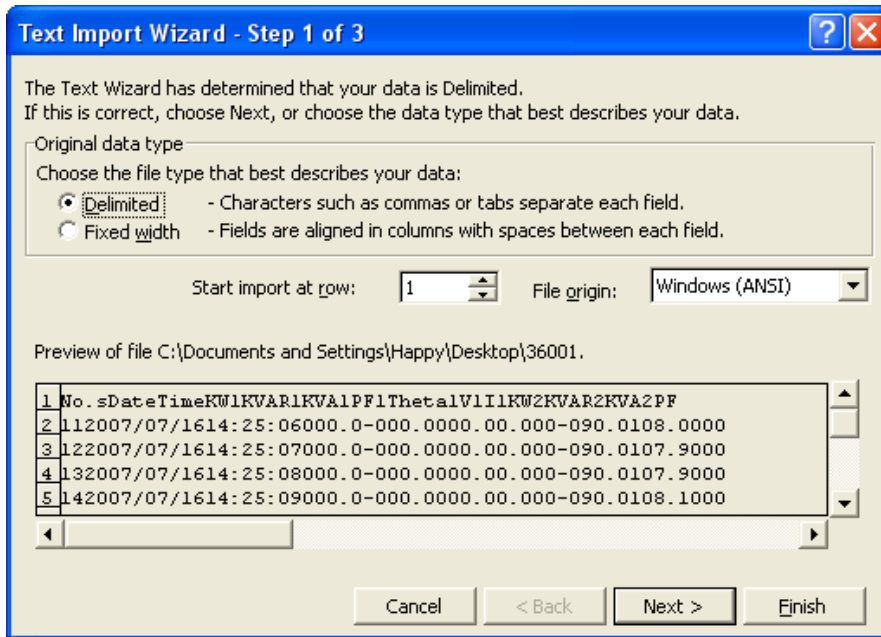 Text Import Wizard - Step 1 of 3
The Text Wizard has determined that your data is Delimited.
If this is correct, choose Next, or choose the data type that best describes your data.
Original data type
Choose the file type that best describes your data:
Delimited - Characters such as commas or tabs separate each field.
Fixed width - Fields are aligned in columns with spaces between each field.
Start import at row: 1 File origin: Windows (ANSI)
Preview of file C:\Documents and Settings\Happy\Desktop\36001.
1 No.sDateTimeKW1KVAR1KVA1PF1Theta1V1I1KW2KVAR2KVA2PF
2 112007/07/1614:25:06000.0-000.0000.00.000-090.0108.0000
3 122007/07/1614:25:07000.0-000.0000.00.000-090.0107.9000
4 132007/07/1614:25:08000.0-000.0000.00.000-090.0107.9000
5 142007/07/1614:25:09000.0-000.0000.00.000-090.0108.1000
Cancel < Back Next > Finish